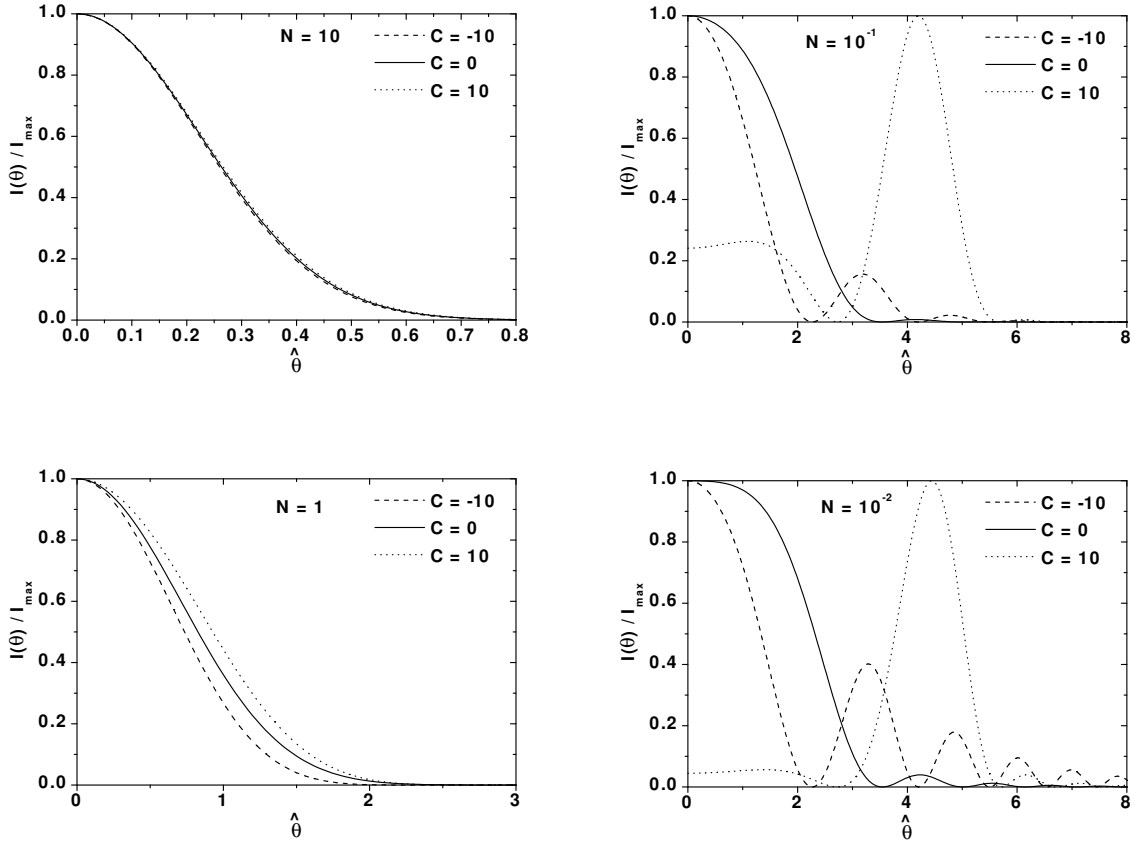 N = 10
C = -10
C = 0
C = 10
1.0
0.8
0.6
0.4
0.2
0.0
I(θ) / I_max
0.0 0.1 0.2 0.3 0.4 0.5 0.6 0.7 0.8
θ̂
N = 10^-1
C = -10
C = 0
C = 10
1.0
0.8
0.6
0.4
0.2
0.0
I(θ) / I_max
0 2 4 6 8
θ̂
N = 1
C = -10
C = 0
C = 10
1.0
0.8
0.6
0.4
0.2
0.0
I(θ) / I_max
0 1 2 3
θ̂
N = 10^-2
C = -10
C = 0
C = 10
1.0
0.8
0.6
0.4
0.2
0.0
I(θ) / I_max
0 2 4 6 8
θ̂